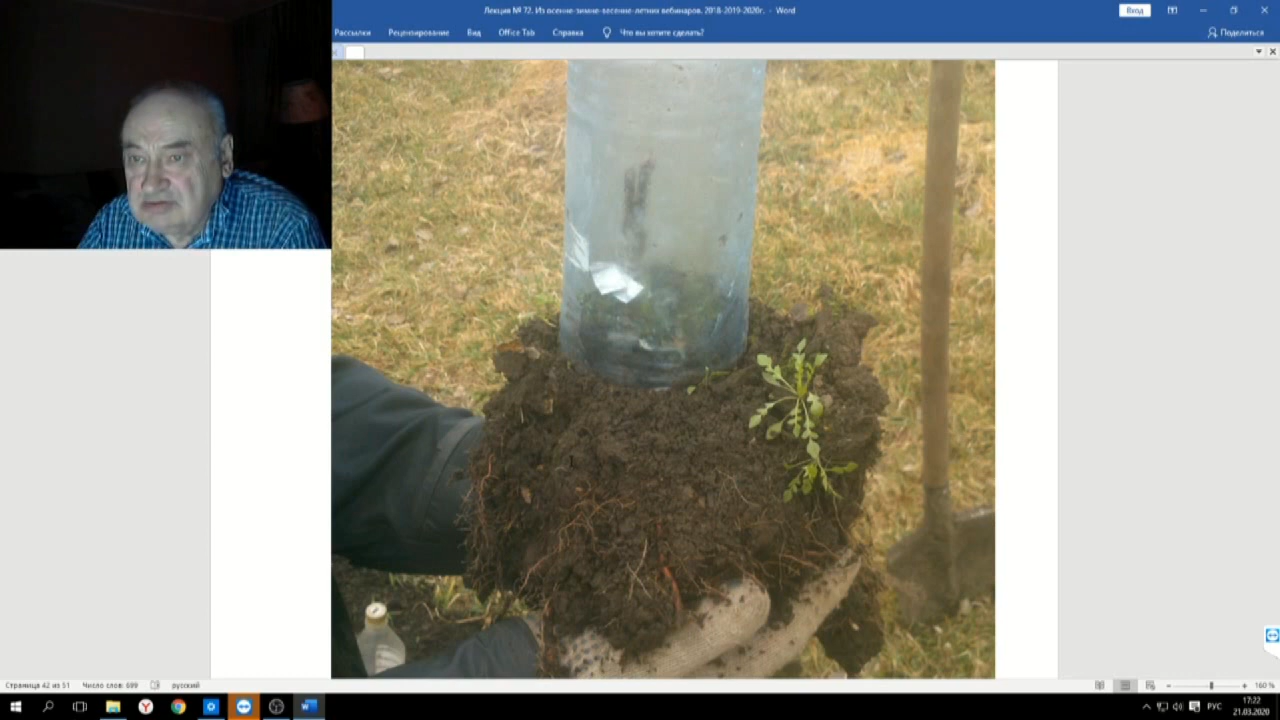 Лекция № 72. Из осенне-зимне-весенне-летних вебинаров. 2018-2019-2020г. - Word
Вход
Рассылки Рецензирование Вид Office Tab Справка Что вы хотите сделать? Поделиться
Страница 42 из 51 Число слов: 699 русский 160 %
РУС 17:22
21.03.2020